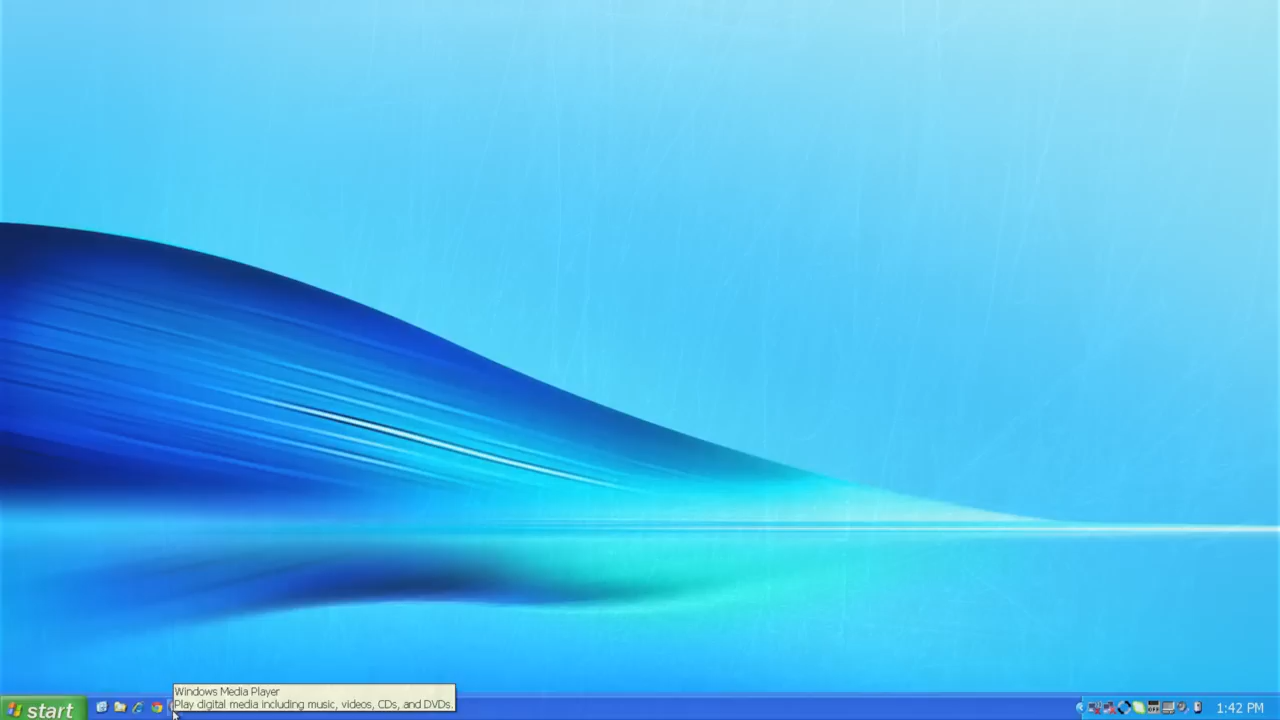 Windows Media Player
Play digital media including music, videos, CDs, and DVDs.
start
1:42 PM